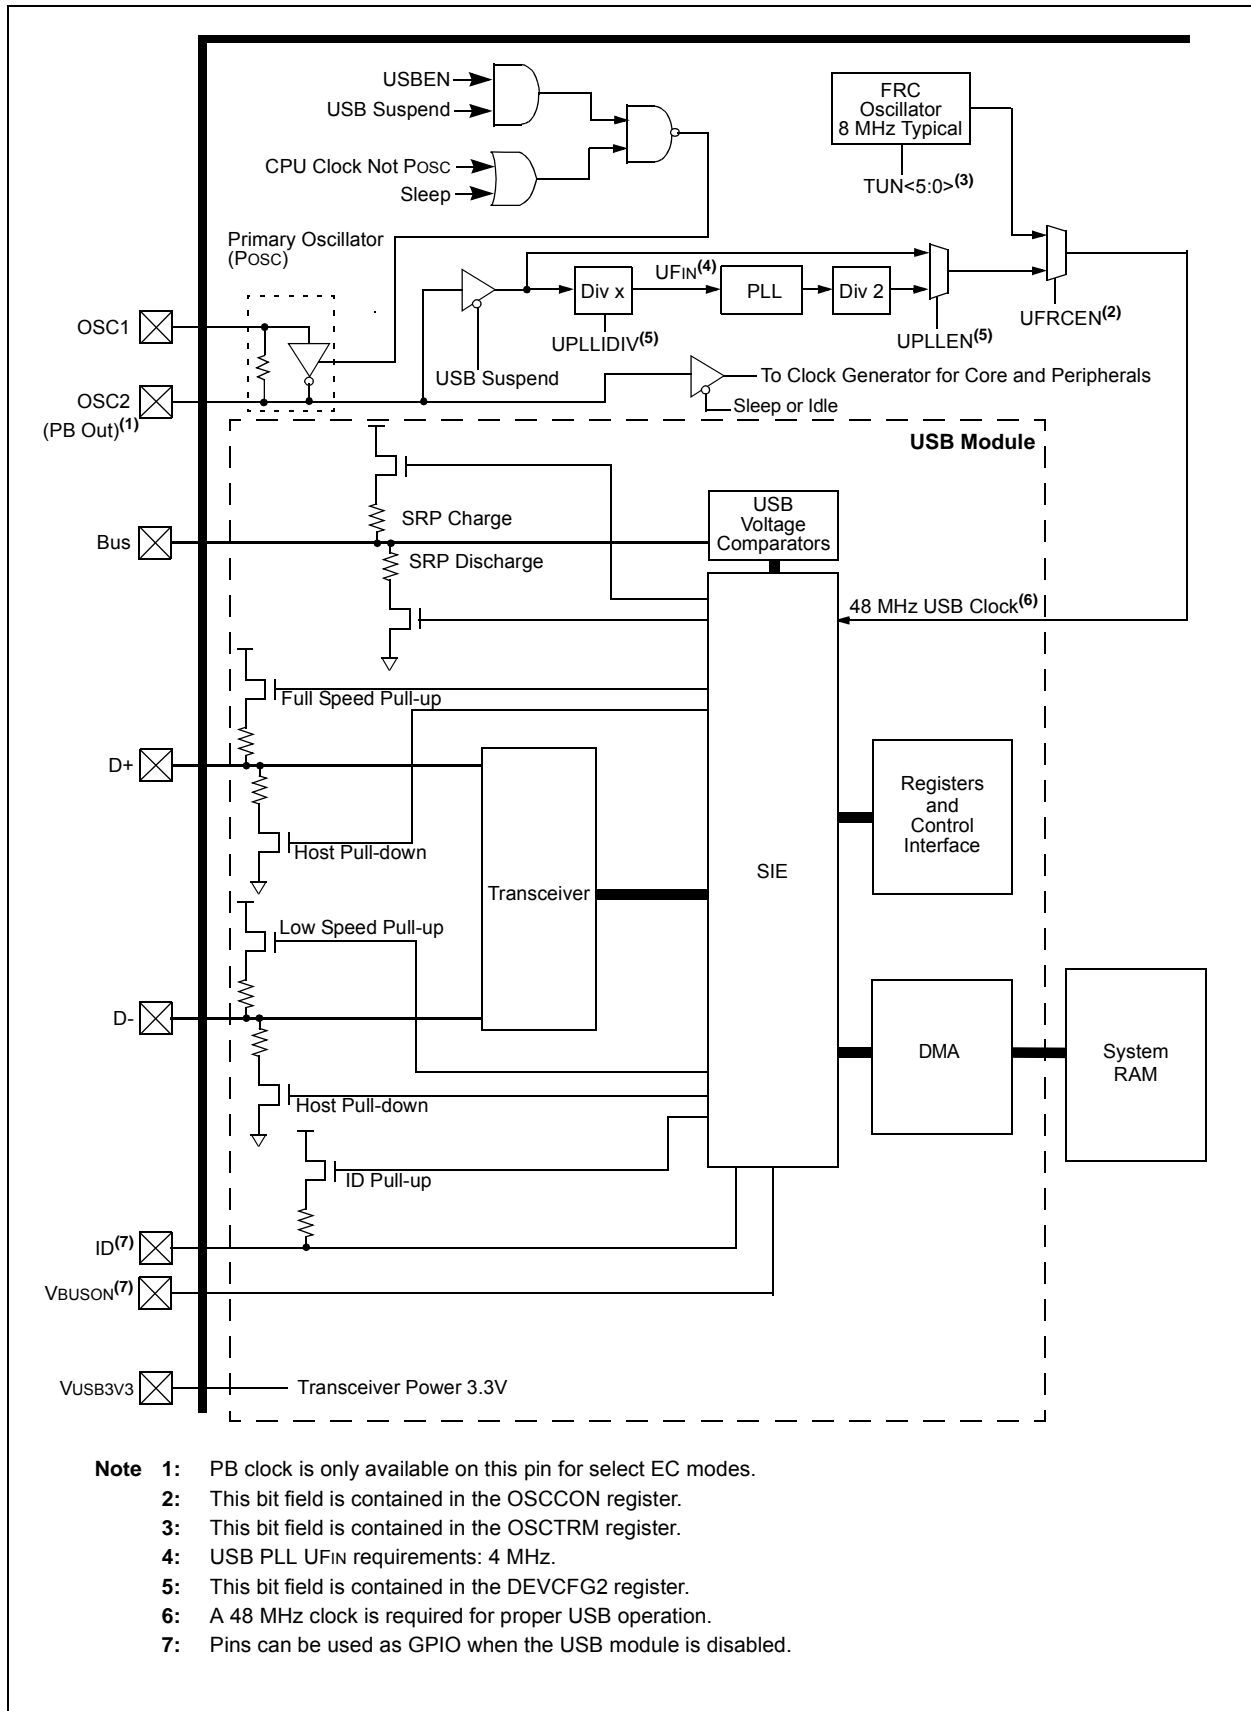 USBEN
USB Suspend
CPU Clock Not POSC
Sleep
FRC
Oscillator
8 MHz Typical
TUN<5:0>(3)
Primary Oscillator
(POSC)
UFIN(4)
Div x
PLL
Div 2
UFRCEN(2)
OSC1
UPLLIDIV(5)
UPLLEN(5)
USB Suspend
To Clock Generator for Core and Peripherals
OSC2
(PB Out)(1)
Sleep or Idle
USB Module
USB
Voltage
Comparators
SRP Charge
Bus
SRP Discharge
48 MHz USB Clock(6)
Full Speed Pull-up
D+
Registers
and
Control
Interface
Host Pull-down
SIE
Transceiver
Low Speed Pull-up
D-
DMA
System
RAM
Host Pull-down
ID Pull-up
ID(7)
VBUSON(7)
VUSB3V3
Transceiver Power 3.3V
Note 1: PB clock is only available on this pin for select EC modes.
2: This bit field is contained in the OSCCON register.
3: This bit field is contained in the OSCTRM register.
4: USB PLL UFIN requirements: 4 MHz.
5: This bit field is contained in the DEVCFG2 register.
6: A 48 MHz clock is required for proper USB operation.
7: Pins can be used as GPIO when the USB module is disabled.